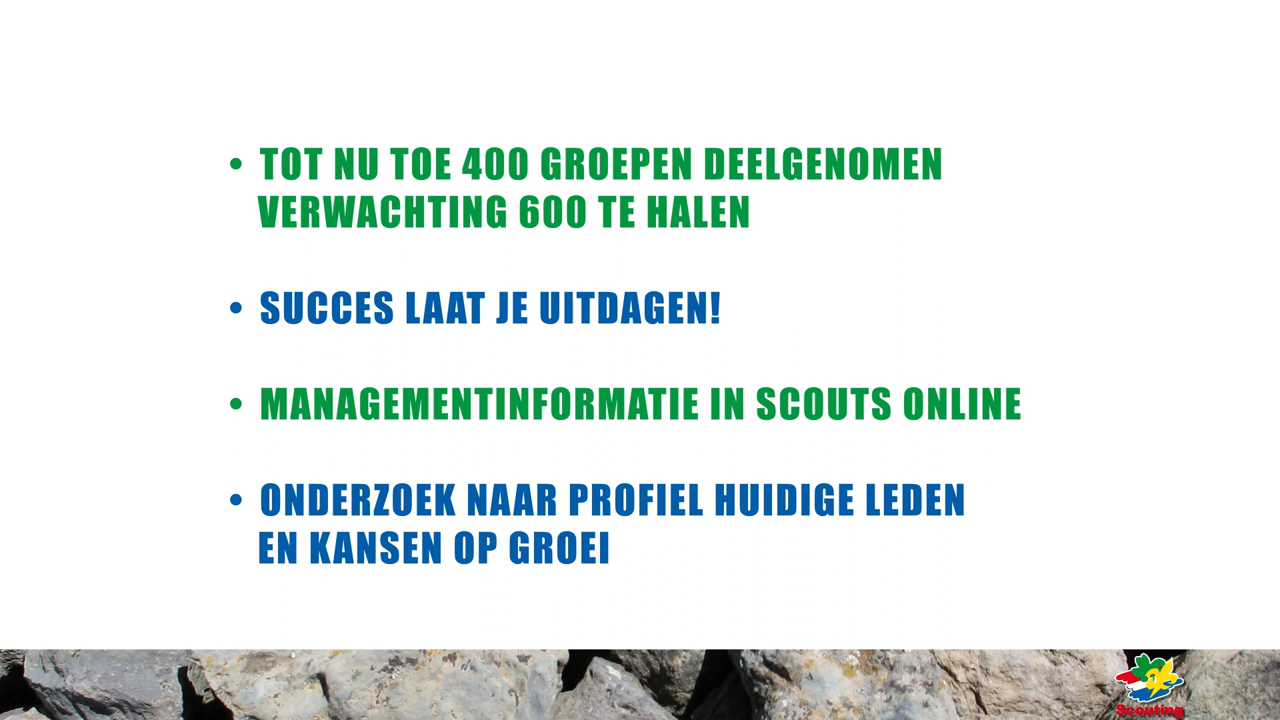 • TOT NU TOE 400 GROEPEN DEELGENOMEN
VERWACHTING 600 TE HALEN
• SUCCES LAAT JE UITDAGEN!
• MANAGEMENTINFORMATIE IN SCOUTS ONLINE
• ONDERZOEK NAAR PROFIEL HUIDIGE LEDEN
EN KANSEN OP GROEI
Scouting